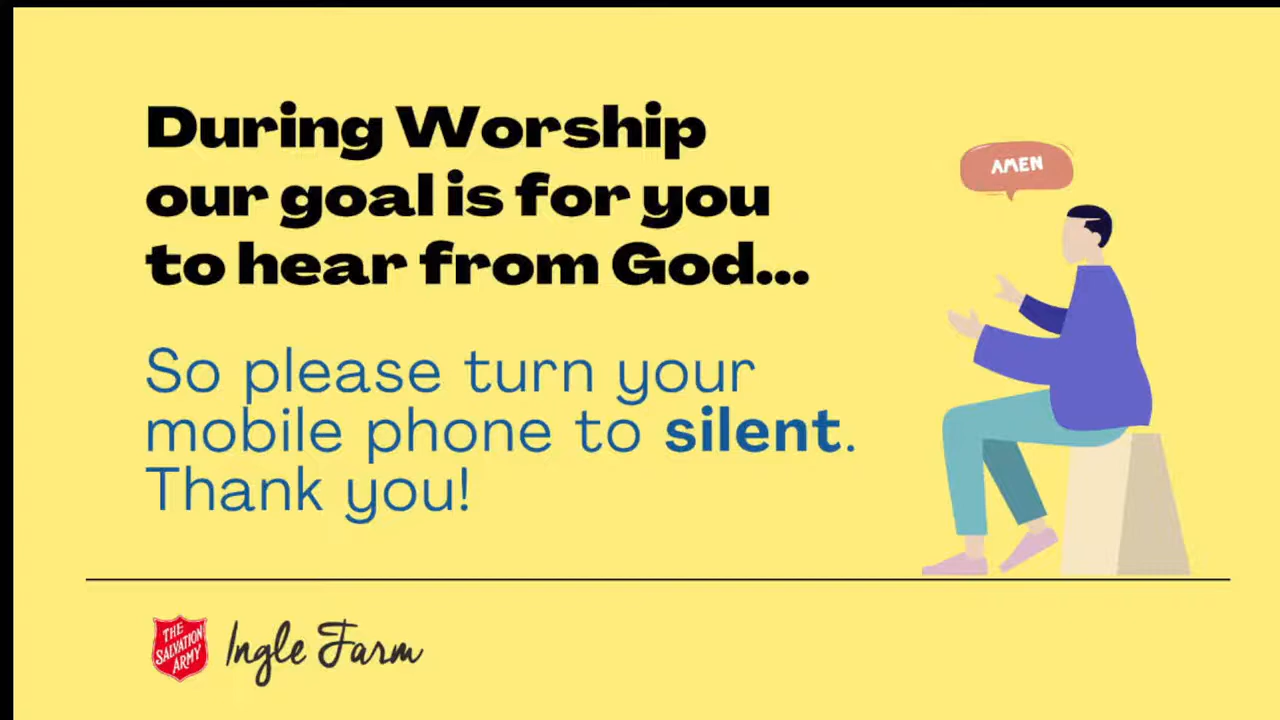 During Worship
our goal is for you
to hear from God...
So please turn your
mobile phone to silent.
Thank you!
AMEN
THE
SALVATION
ARMY
Ingle Farm